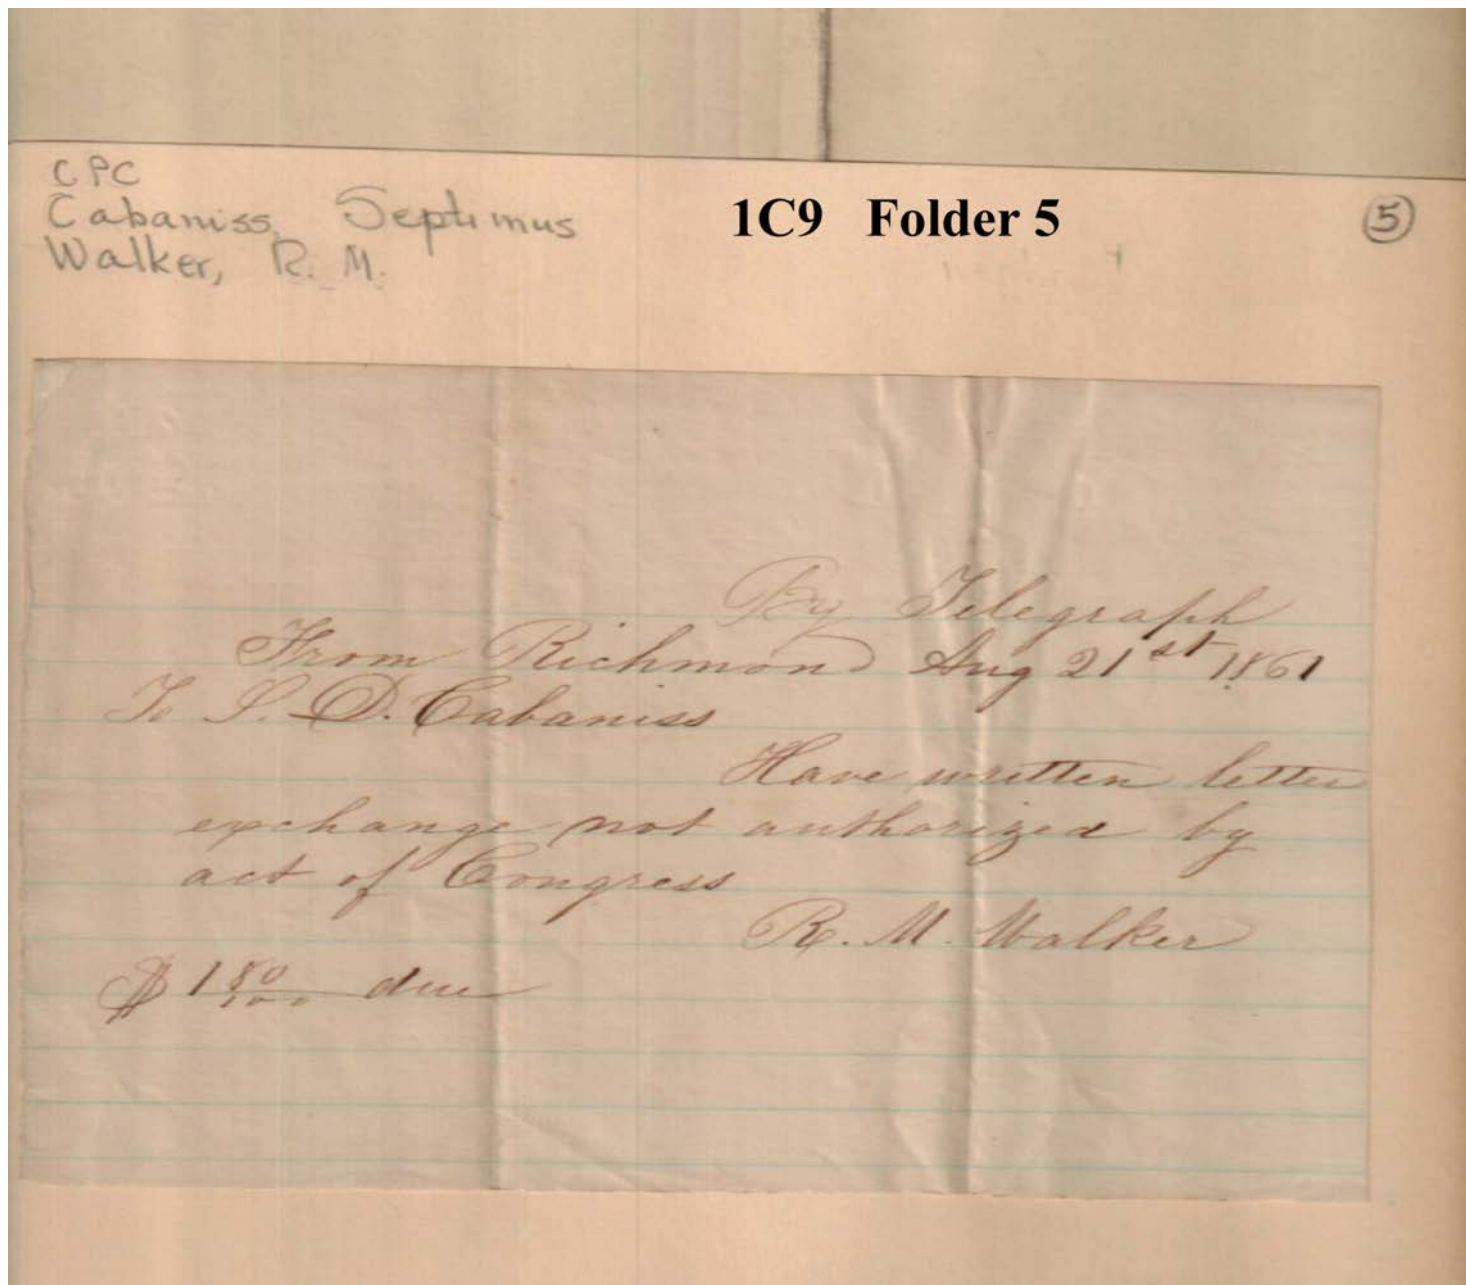 CPC
Cabaniss, Septimus
Walker, R. M.
1C9 Folder 5
5
By Telegraph
From Richmond Aug 21st 1861
To S. D. Cabaniss
Have written letter
exchange not authorized by
act of Congress
R. M. Walker
$1 80/100 due